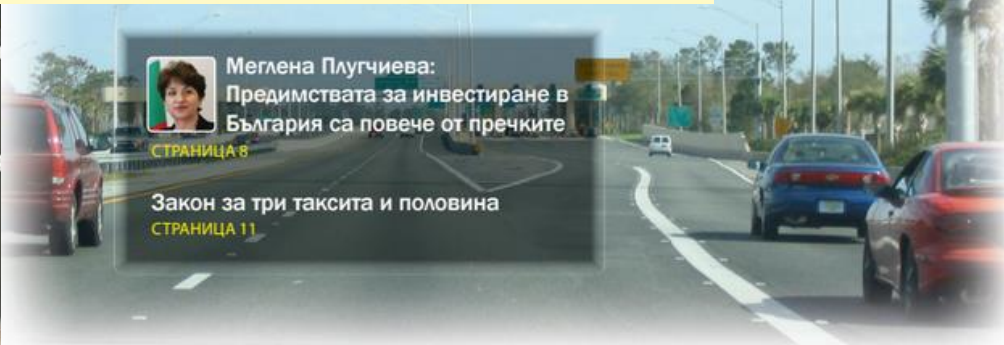 Меглена Плугчиева:
Предимствата за инвестиране в
България са повече от пречките
СТРАНИЦА 8
Закон за три таксита и половина
СТРАНИЦА 11